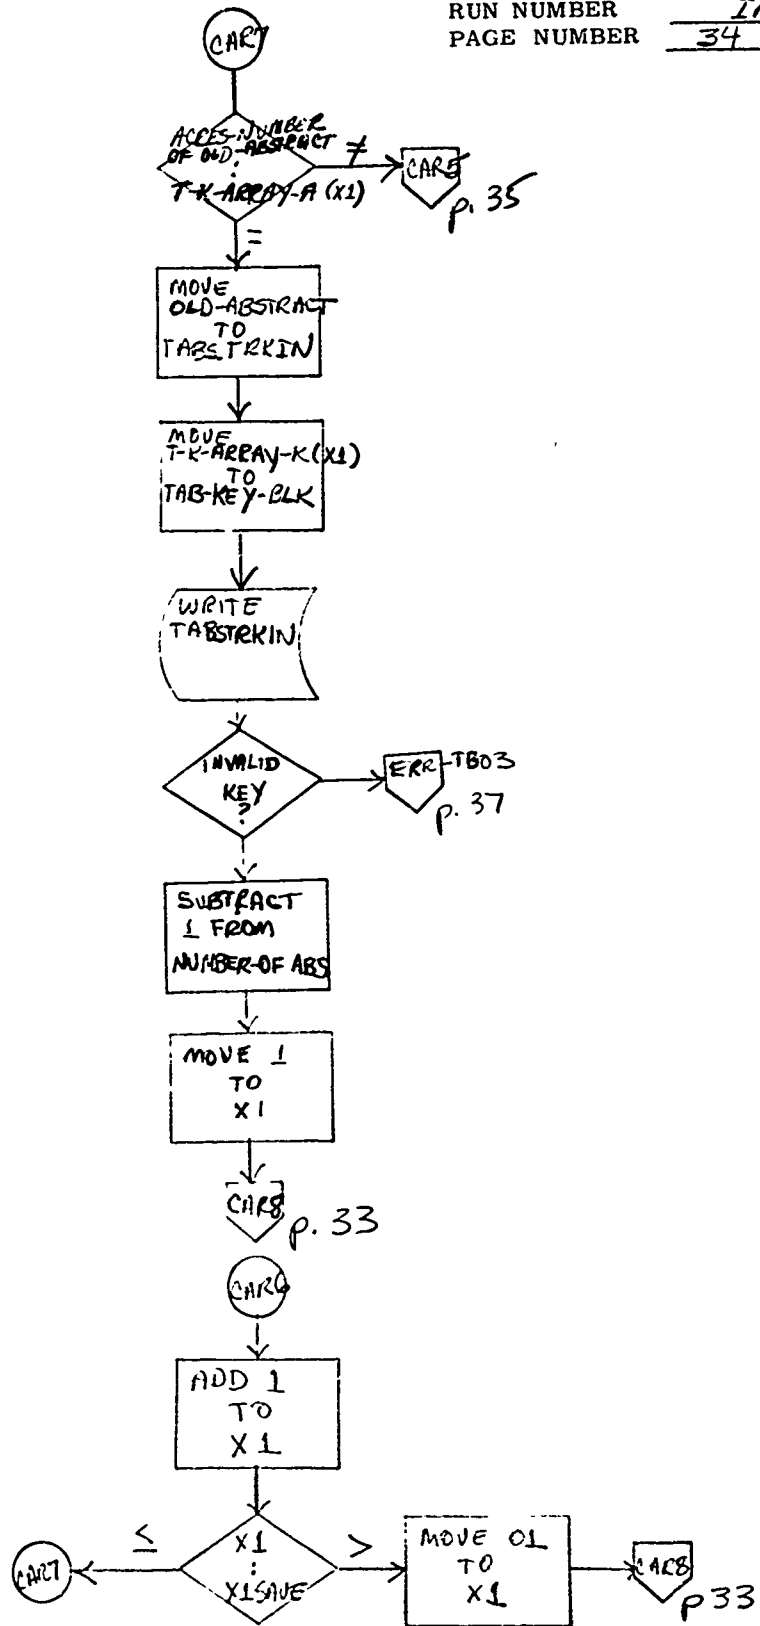 RUN NUMBER
PAGE NUMBER 34
CAR7
ACRES-NUMBER
OF OLD-ABSTRACT
:
T-K-ARRAY-A (X1)
≠
CAR5
p. 35
=
MOVE
OLD-ABSTRACT
TO
TABSTRKIN
MOVE
T-K-ARRAY-K(X1)
TO
TAB-KEY-BLK
WRITE
TABSTRKIN
INVALID
KEY
?
ERR-TB03
p. 37
SUBTRACT
1 FROM
NUMBER-OF ABS
MOVE 1
TO
X1
CAR8
p. 33
CAR6
ADD 1
TO
X1
CAR7
≤
X1
:
X1SAVE
>
MOVE 01
TO
X1
CAR8
p 33